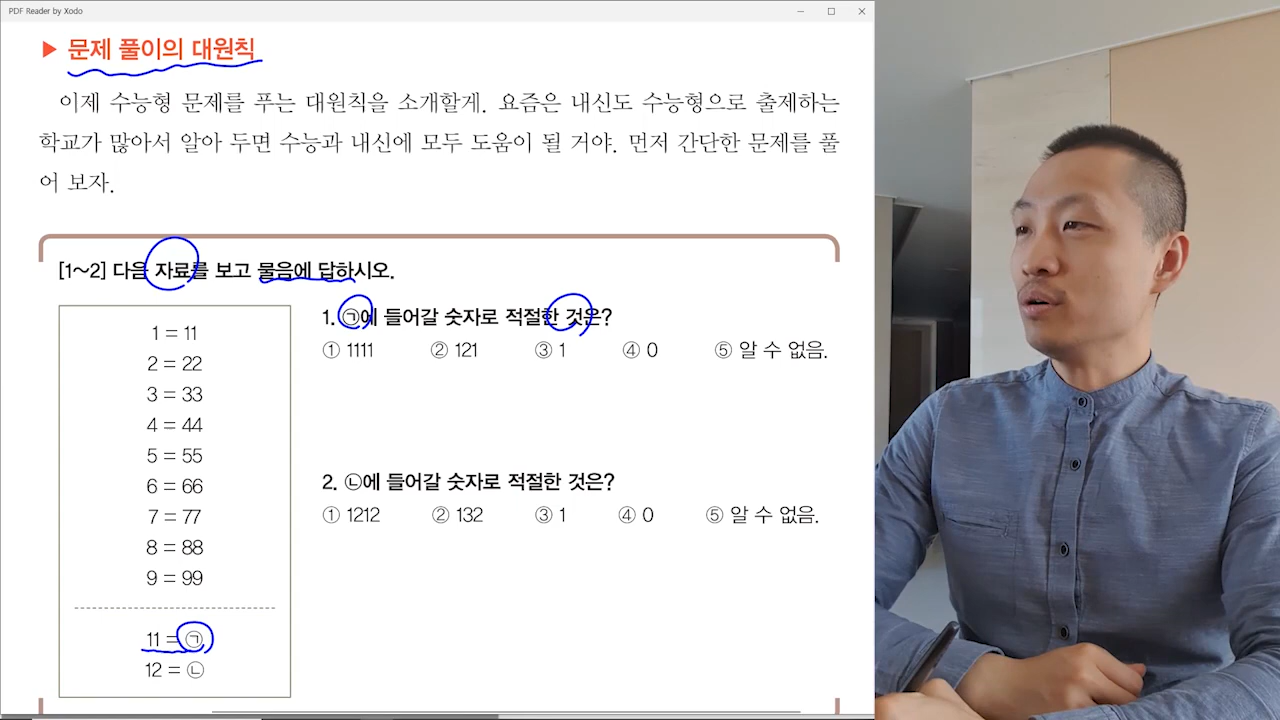 PDF Reader by Xodo
▶ 문제 풀이의 대원칙
이제 수능형 문제를 푸는 대원칙을 소개할게. 요즘은 내신도 수능형으로 출제하는
학교가 많아서 알아 두면 수능과 내신에 모두 도움이 될 거야. 먼저 간단한 문제를 풀
어 보자.
[1~2] 다음 자료를 보고 물음에 답하시오.
1 = 11
2 = 22
3 = 33
4 = 44
5 = 55
6 = 66
7 = 77
8 = 88
9 = 99
11 = ㉠
12 = ㉡
1. ㉠에 들어갈 숫자로 적절한 것은?
① 1111 ② 121 ③ 1 ④ 0 ⑤ 알 수 없음.
2. ㉡에 들어갈 숫자로 적절한 것은?
① 1212 ② 132 ③ 1 ④ 0 ⑤ 알 수 없음.